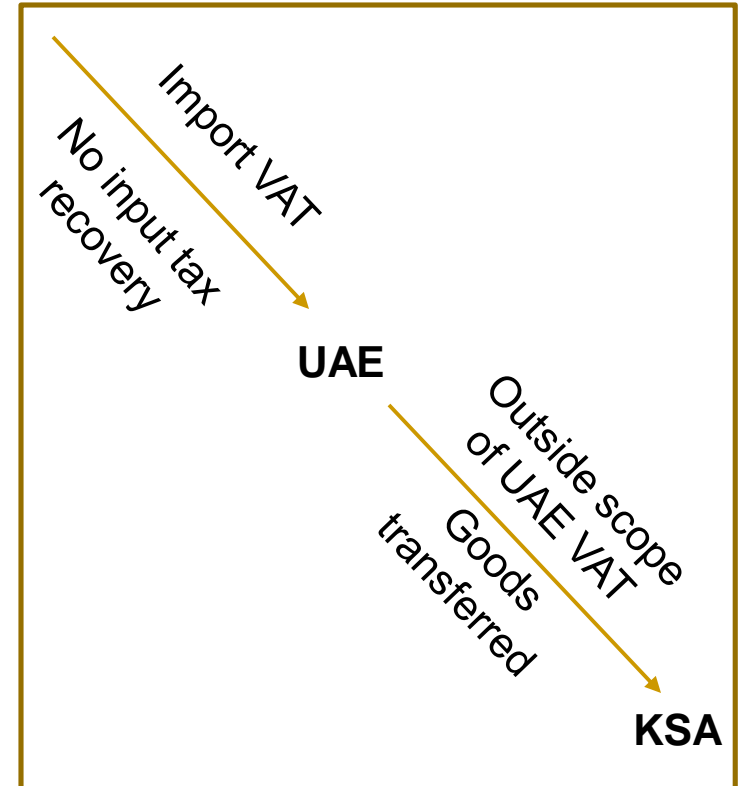 Import VAT
No input tax
recovery
UAE
Outside scope
of UAE VAT
Goods
transferred
KSA